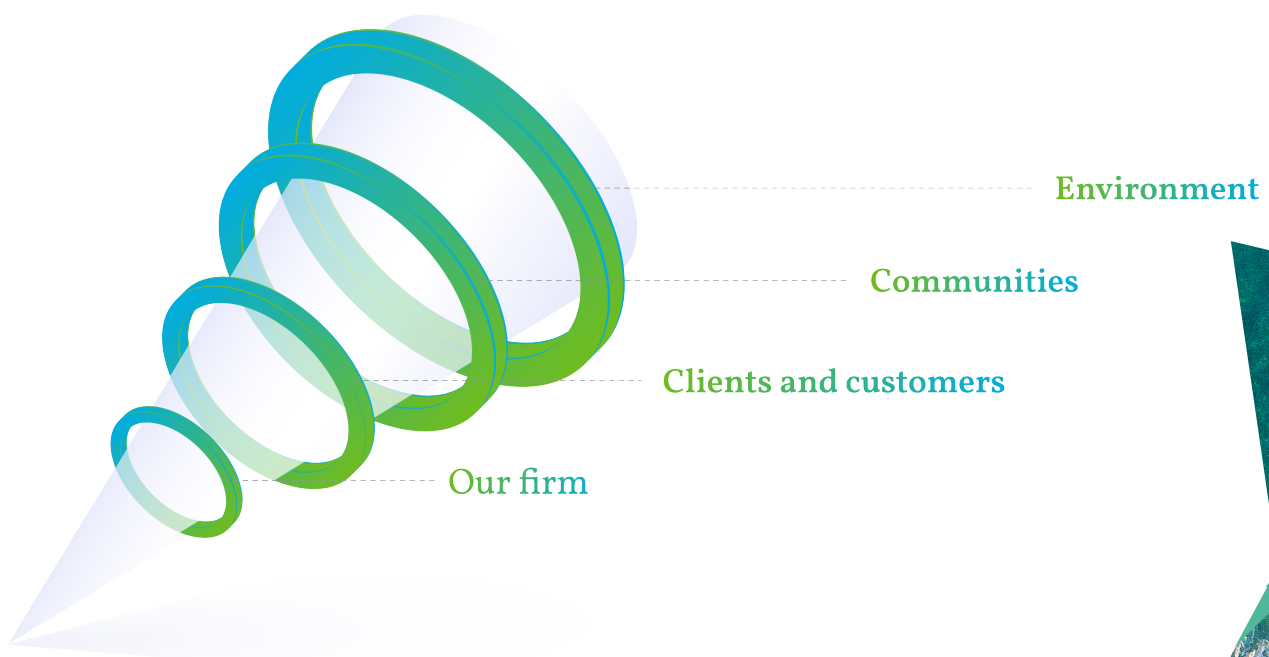 Environment
Communities
Clients and customers
Our firm